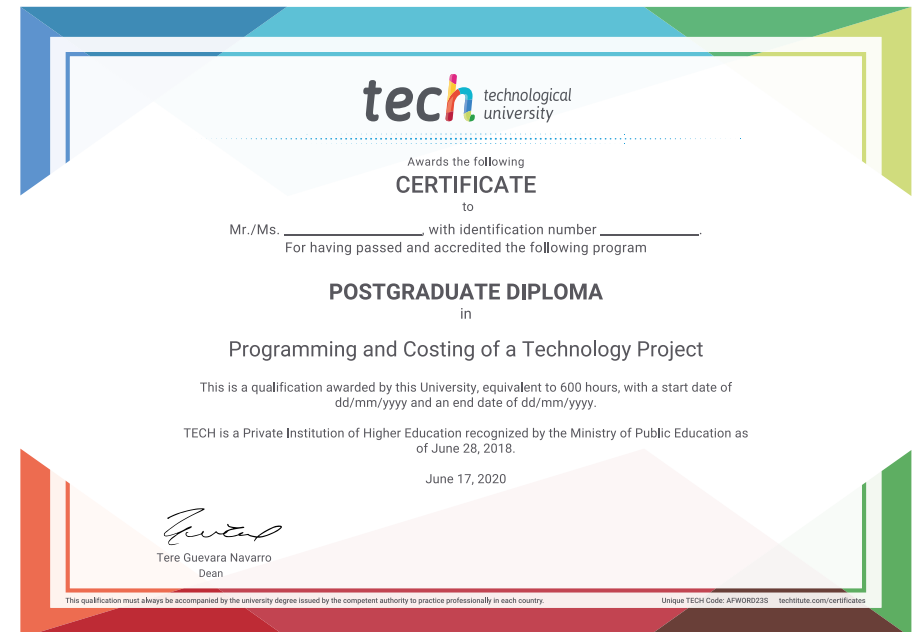 tech technological
university
Awards the following
CERTIFICATE
to
Mr./Ms. ____________________, with identification number ______________.
For having passed and accredited the following program
POSTGRADUATE DIPLOMA
in
Programming and Costing of a Technology Project
This is a qualification awarded by this University, equivalent to 600 hours, with a start date of
dd/mm/yyyy and an end date of dd/mm/yyyy.
TECH is a Private Institution of Higher Education recognized by the Ministry of Public Education as
of June 28, 2018.
June 17, 2020
Tere Guevara Navarro
Dean
This qualification must always be accompanied by the university degree issued by the competent authority to practice professionally in each country. Unique TECH Code: AFWORD23S techtitute.com/certificates